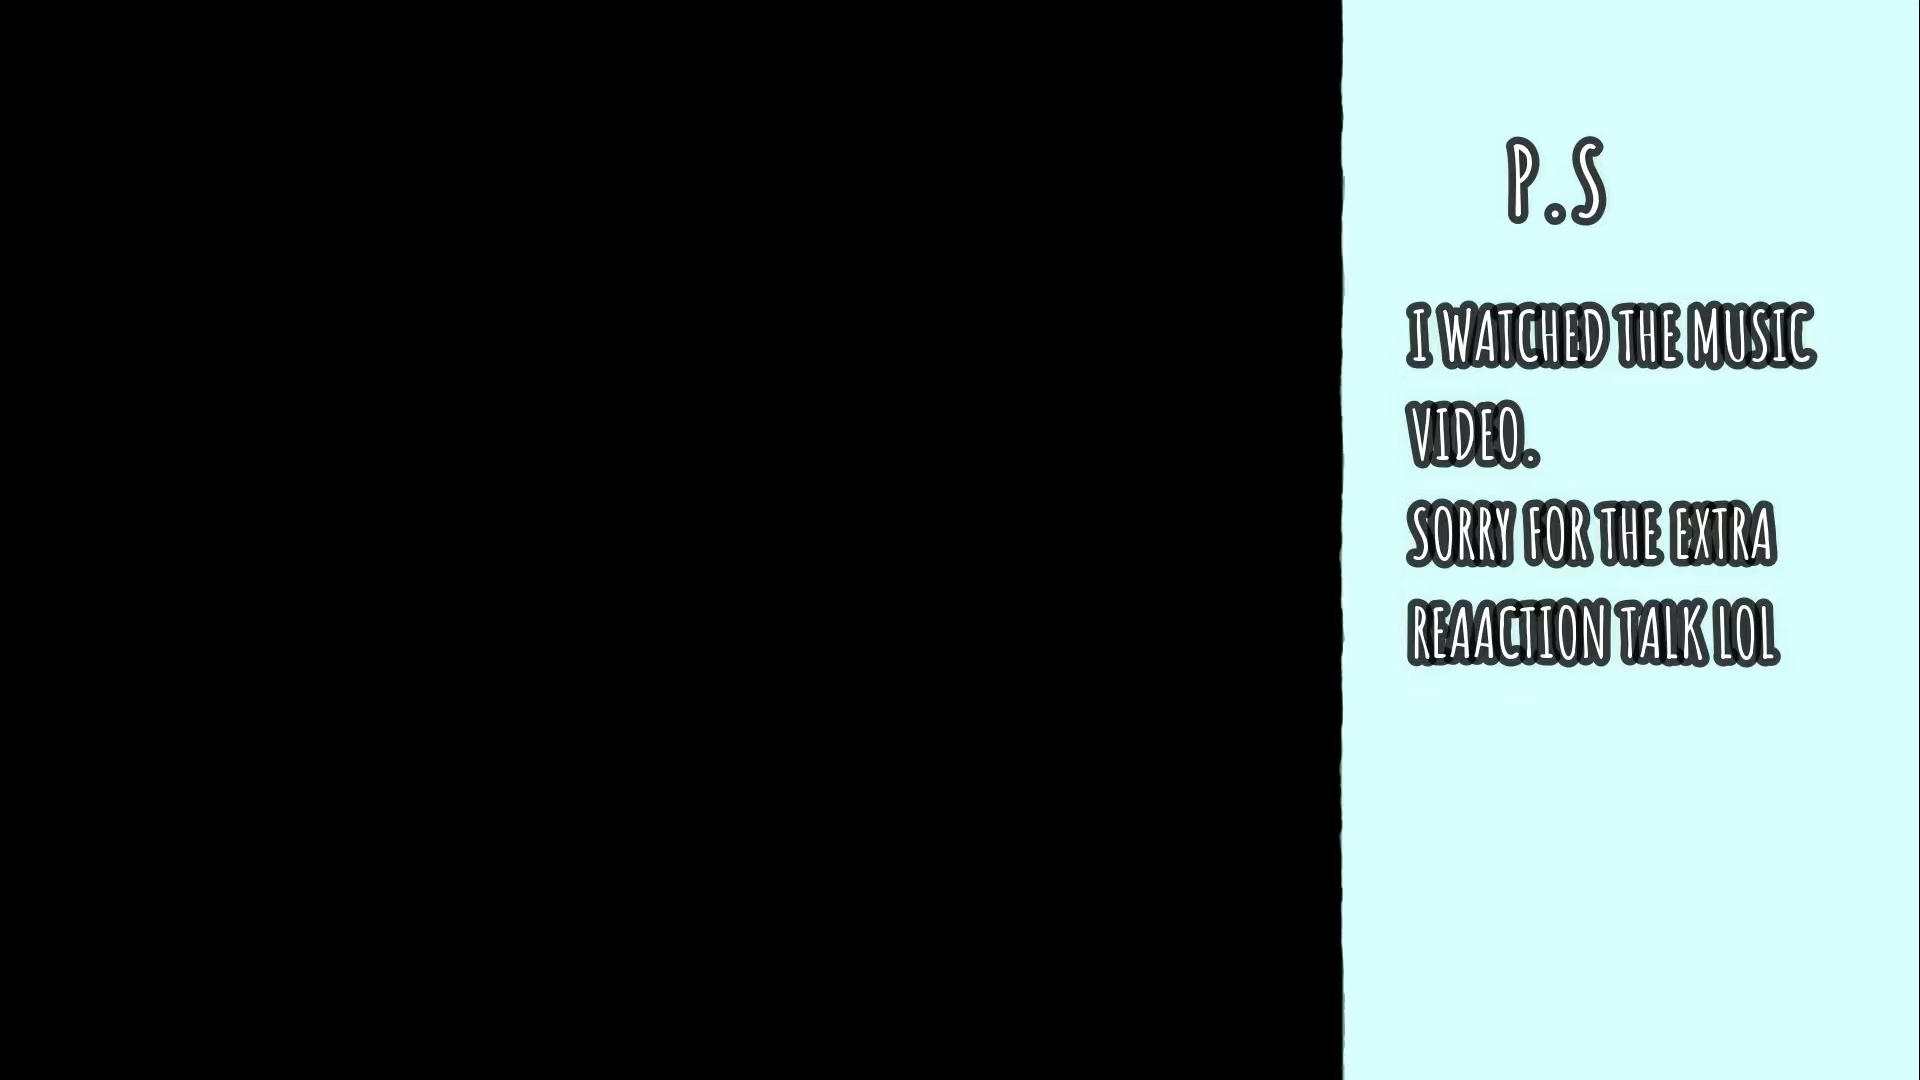 P.S
I WATCHED THE MUSIC
VIDEO.
SORRY FOR THE EXTRA
REAACTION TALK LOL